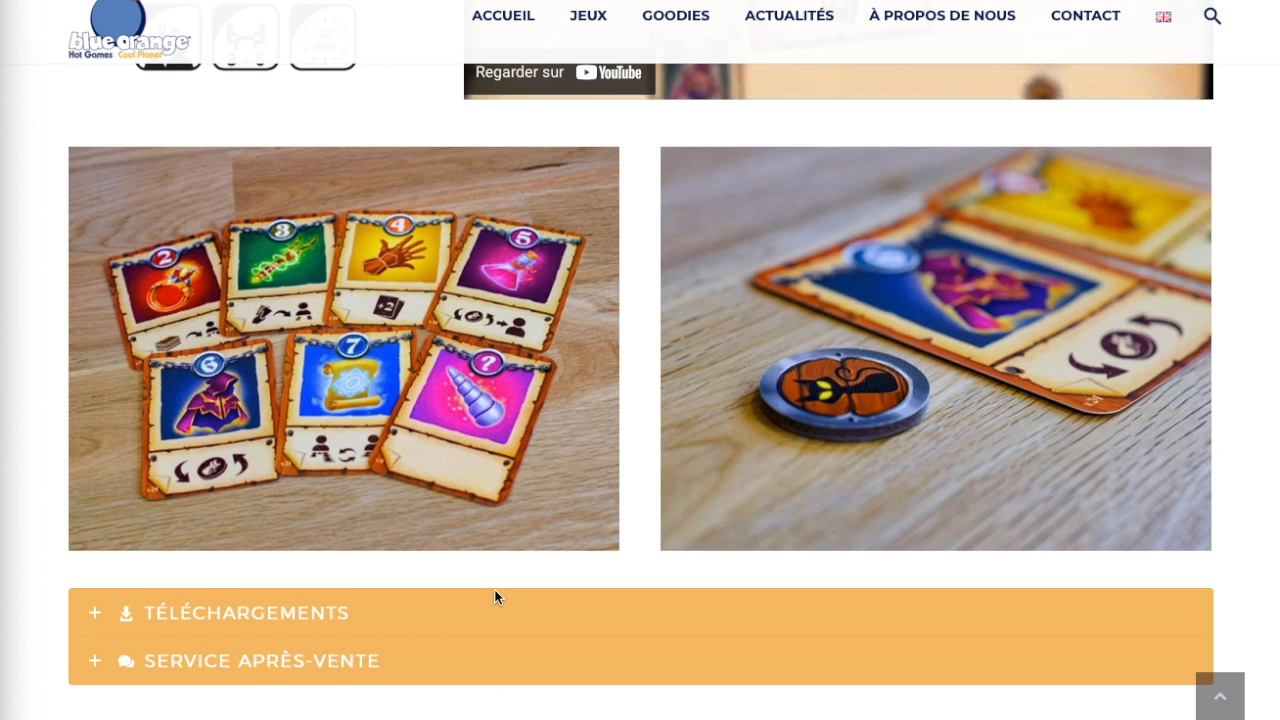 blue orange
Hot Games Cool Planet
ACCUEIL JEUX GOODIES ACTUALITÉS À PROPOS DE NOUS CONTACT
Regarder sur YouTube
2
3
4
5
+2
6
7
?
+ TÉLÉCHARGEMENTS
+ SERVICE APRÈS-VENTE